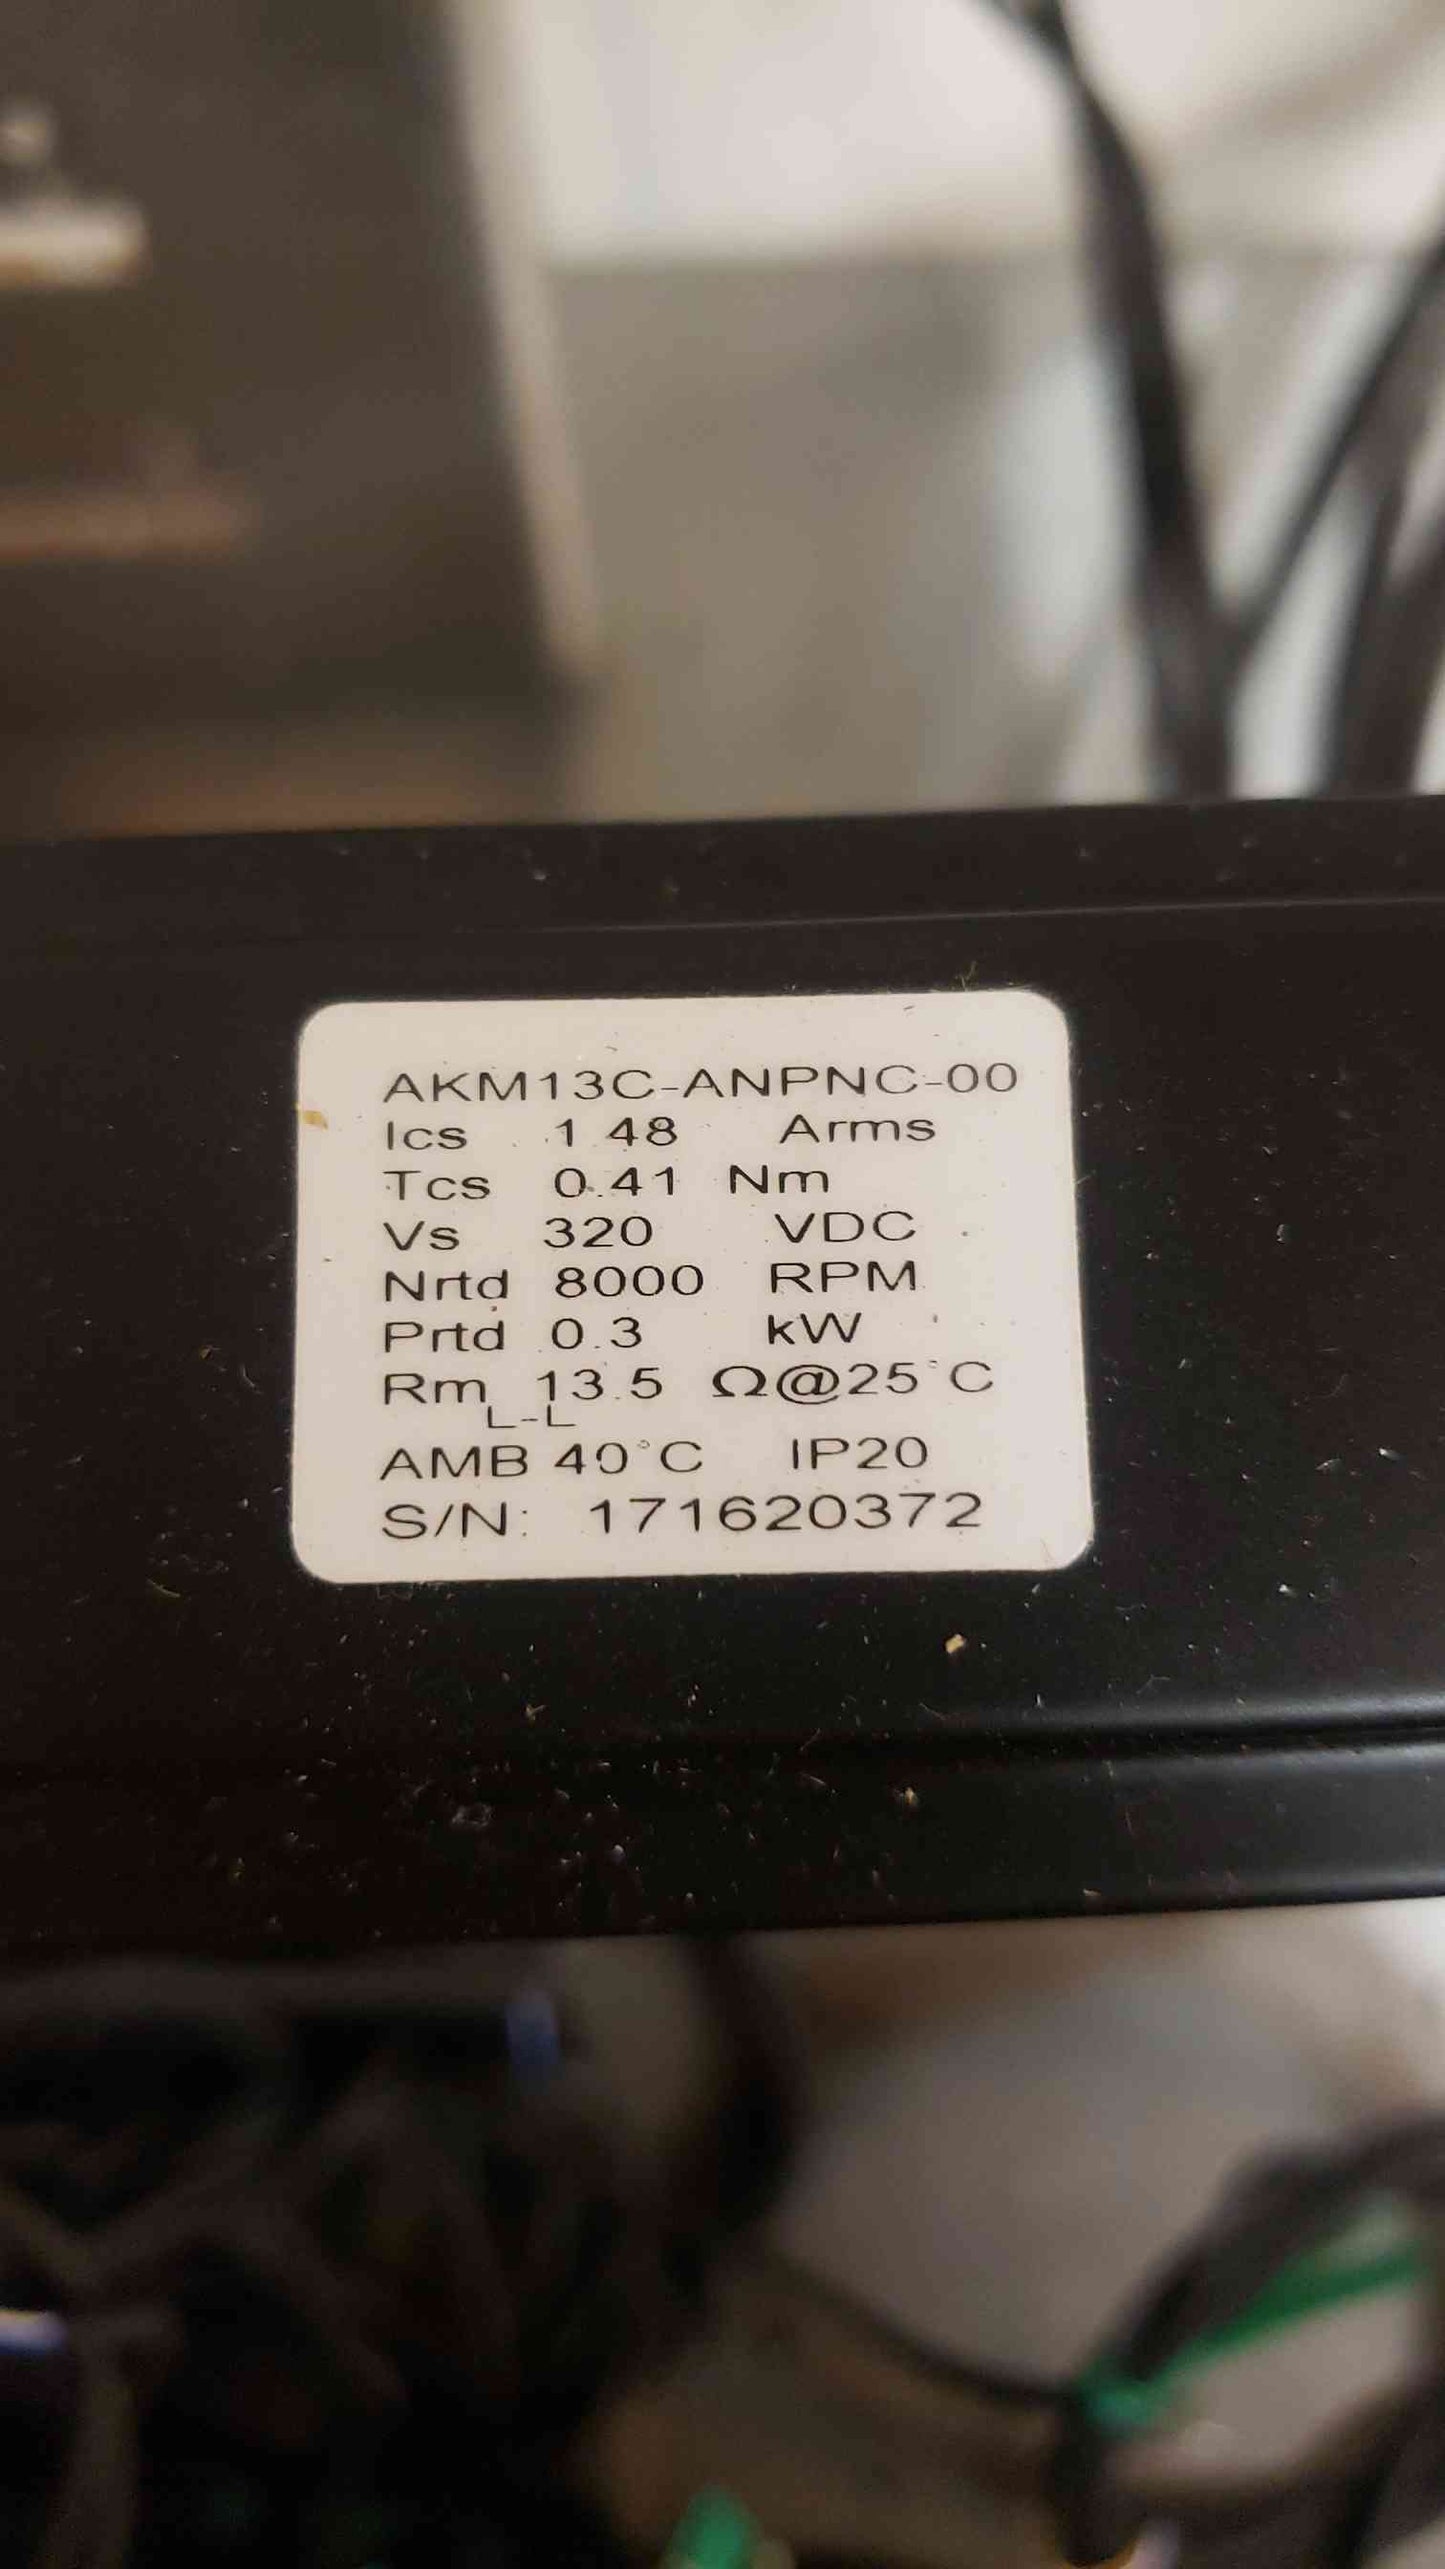 AKM13C-ANPNC-00
Ics 1.48 Arms
Tcs 0.41 Nm
Vs 320 VDC
Nrtd 8000 RPM
Prtd 0.3 kW
Rm L-L 13.5 Ω@25°C
AMB 40°C IP20
S/N: 171620372